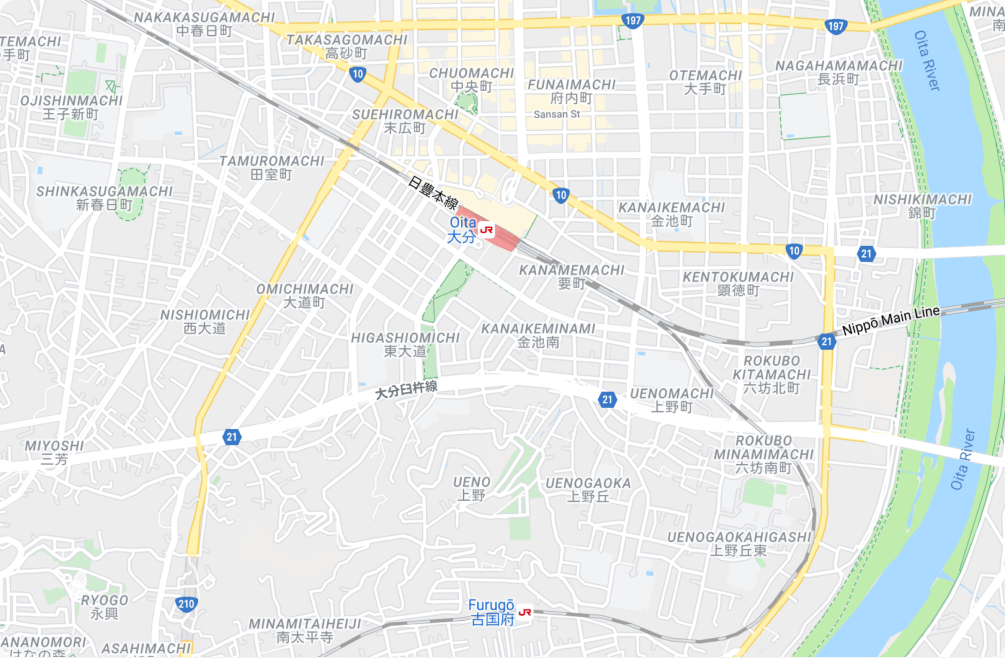 NAKAKASUGAMACHI
中春日町
197
197
TAKASAGOMACHI
高砂町
Oita River
10
CHUOMACHI
中央町
FUNAIMACHI
府内町
Sansan St
OTEMACHI
大手町
NAGAHAMAMACHI
長浜町
OJISHINMACHI
王子新町
SUEHIROMACHI
末広町
TAMUROMACHI
田室町
SHINKASUGAMACHI
新春日町
日豊本線
10
KANAIKEMACHI
金池町
NISHIKIMACHI
錦町
Oita
大分
JR
10
21
KANAMEMACHI
要町
KENTOKUMACHI
顕徳町
OMICHIMACHI
大道町
NISHIOMICHI
西大道
HIGASHIOMICHI
東大道
KANAIKEMINAMI
金池南
Nippō Main Line
21
ROKUBO
KITAMACHI
六坊北町
大分臼杵線
21
UENOMACHI
上野町
21
MIYOSHI
三芳
ROKUBO
MINAMIMACHI
六坊南町
Oita River
UENO
上野
UENOGAOKA
上野丘
UENOGAOKAHIGASHI
上野丘東
RYOGO
永興
210
Furugō
古国府
JR
MINAMITAIHEIJI
南太平寺
ANANOMORI
はなの森
ASAHIMACHI